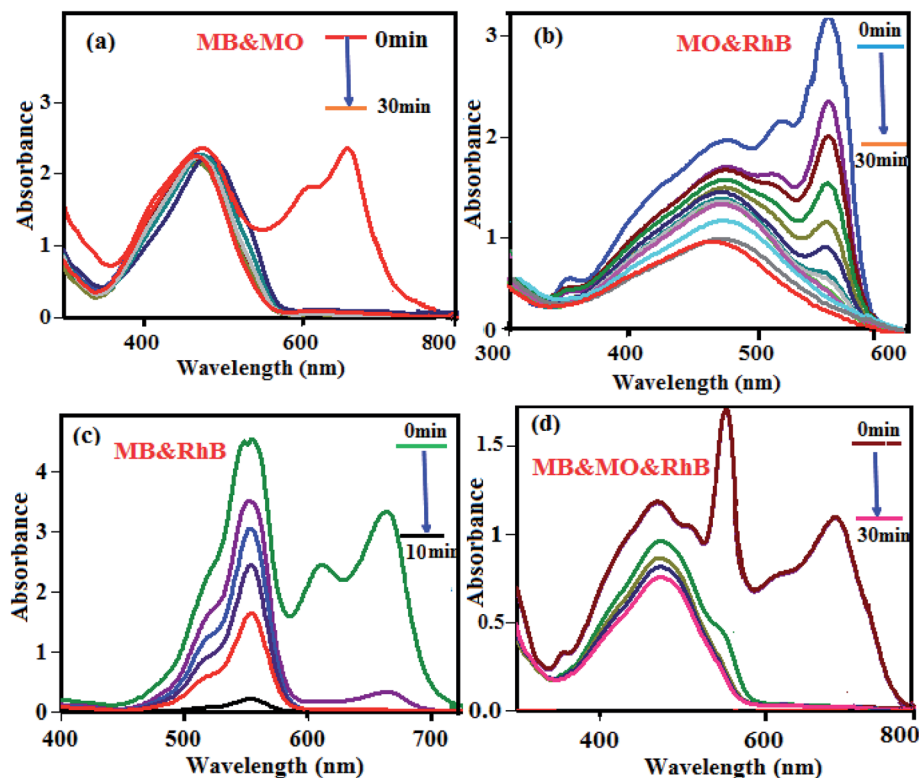 (a)
MB&MO
0min
30min
3
2
1
0
400
600
800
Absorbance
Wavelength (nm)
(b)
MO&RhB
0min
30min
3
2
1
0
300
400
500
600
Absorbance
Wavelength (nm)
(c)
MB&RhB
0min
10min
4
3
2
1
0
400
500
600
700
Absorbance
Wavelength (nm)
(d)
MB&MO&RhB
0min
30min
1.5
1
0.5
0.0
400
600
800
Absorbance
Wavelength (nm)